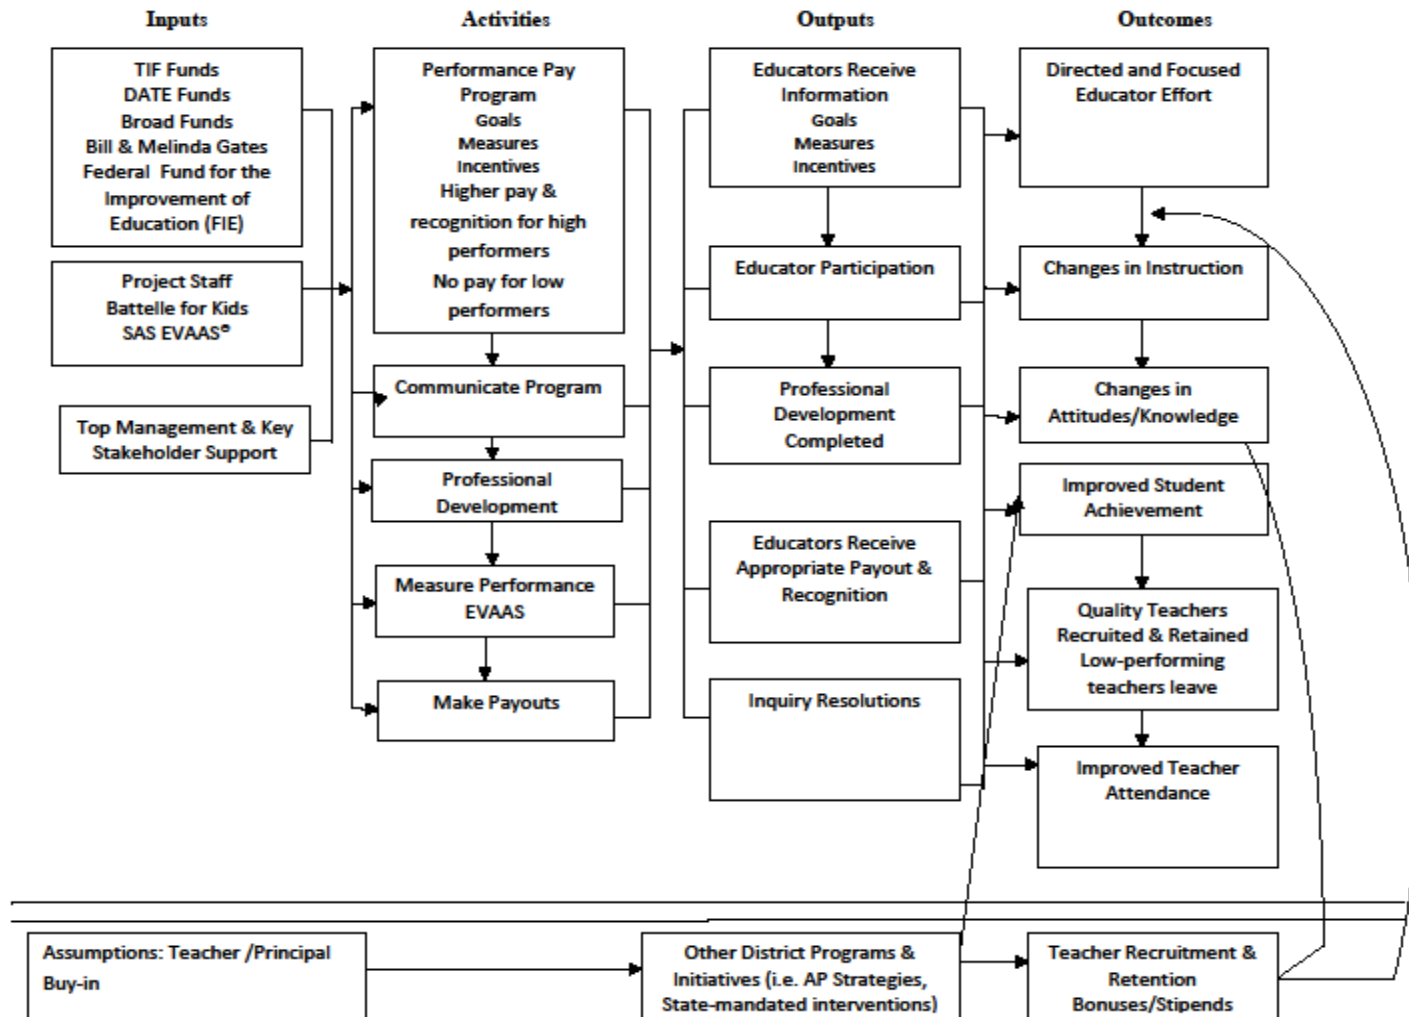 Inputs
Activities
Outputs
Outcomes
TIF Funds
DATE Funds
Broad Funds
Bill & Melinda Gates
Federal Fund for the
Improvement of
Education (FIE)
Project Staff
Battelle for Kids
SAS EVAAS®
Top Management & Key
Stakeholder Support
Performance Pay
Program
Goals
Measures
Incentives
Higher pay &
recognition for high
performers
No pay for low
performers
Communicate Program
Professional
Development
Measure Performance
EVAAS
Make Payouts
Educators Receive
Information
Goals
Measures
Incentives
Educator Participation
Professional
Development
Completed
Educators Receive
Appropriate Payout &
Recognition
Inquiry Resolutions
Directed and Focused
Educator Effort
Changes in Instruction
Changes in
Attitudes/Knowledge
Improved Student
Achievement
Quality Teachers
Recruited & Retained
Low-performing
teachers leave
Improved Teacher
Attendance
Assumptions: Teacher /Principal
Buy-in
Other District Programs &
Initiatives (i.e. AP Strategies,
State-mandated interventions)
Teacher Recruitment &
Retention
Bonuses/Stipends